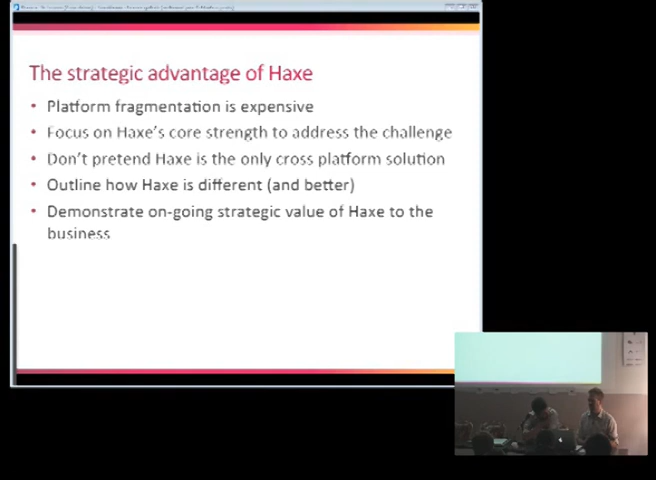 The strategic advantage of Haxe
• Platform fragmentation is expensive
• Focus on Haxe's core strength to address the challenge
• Don't pretend Haxe is the only cross platform solution
• Outline how Haxe is different (and better)
• Demonstrate on-going strategic value of Haxe to the
business